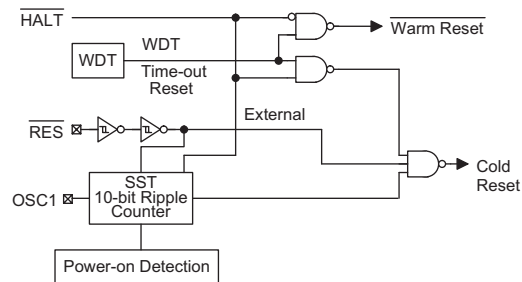 HALT
WDT
WDT
Time-out
Reset
Warm Reset
RES
External
OSC1
SST
10-bit Ripple
Counter
Cold
Reset
Power-on Detection